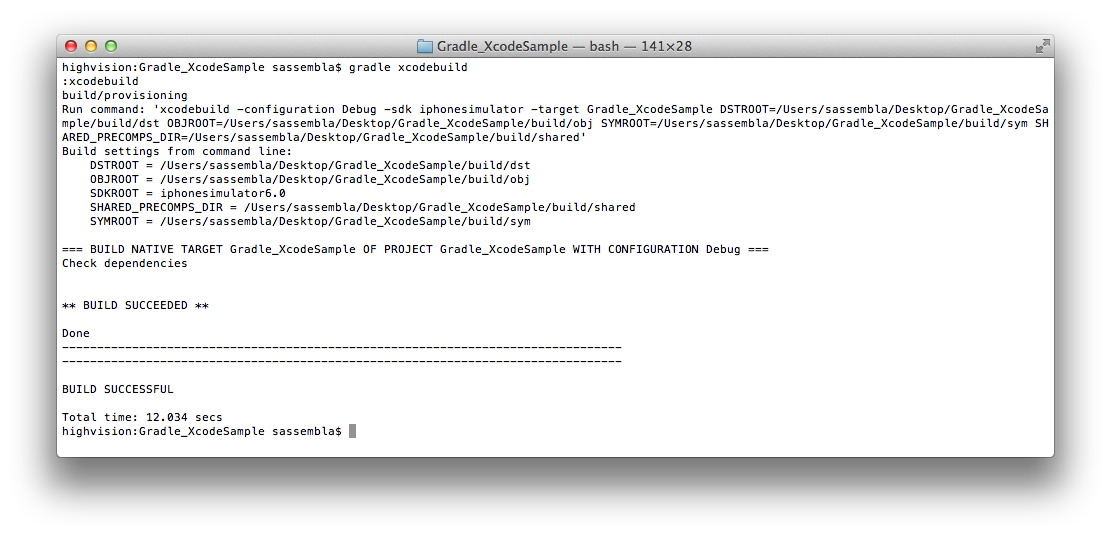 Gradle_XcodeSample — bash — 141×28
highvision:Gradle_XcodeSample sassembla$ gradle xcodebuild
:xcodebuild
build/provisioning
Run command: 'xcodebuild -configuration Debug -sdk iphonesimulator -target Gradle_XcodeSample DSTROOT=/Users/sassembla/Desktop/Gradle_XcodeSa
mple/build/dst OBJROOT=/Users/sassembla/Desktop/Gradle_XcodeSample/build/obj SYMROOT=/Users/sassembla/Desktop/Gradle_XcodeSample/build/sym SH
ARED_PRECOMPS_DIR=/Users/sassembla/Desktop/Gradle_XcodeSample/build/shared'
Build settings from command line:
    DSTROOT = /Users/sassembla/Desktop/Gradle_XcodeSample/build/dst
    OBJROOT = /Users/sassembla/Desktop/Gradle_XcodeSample/build/obj
    SDKROOT = iphonesimulator6.0
    SHARED_PRECOMPS_DIR = /Users/sassembla/Desktop/Gradle_XcodeSample/build/shared
    SYMROOT = /Users/sassembla/Desktop/Gradle_XcodeSample/build/sym
=== BUILD NATIVE TARGET Gradle_XcodeSample OF PROJECT Gradle_XcodeSample WITH CONFIGURATION Debug ===
Check dependencies
** BUILD SUCCEEDED **
Done
--------------------------------------------------------------------------------
--------------------------------------------------------------------------------
BUILD SUCCESSFUL
Total time: 12.034 secs
highvision:Gradle_XcodeSample sassembla$